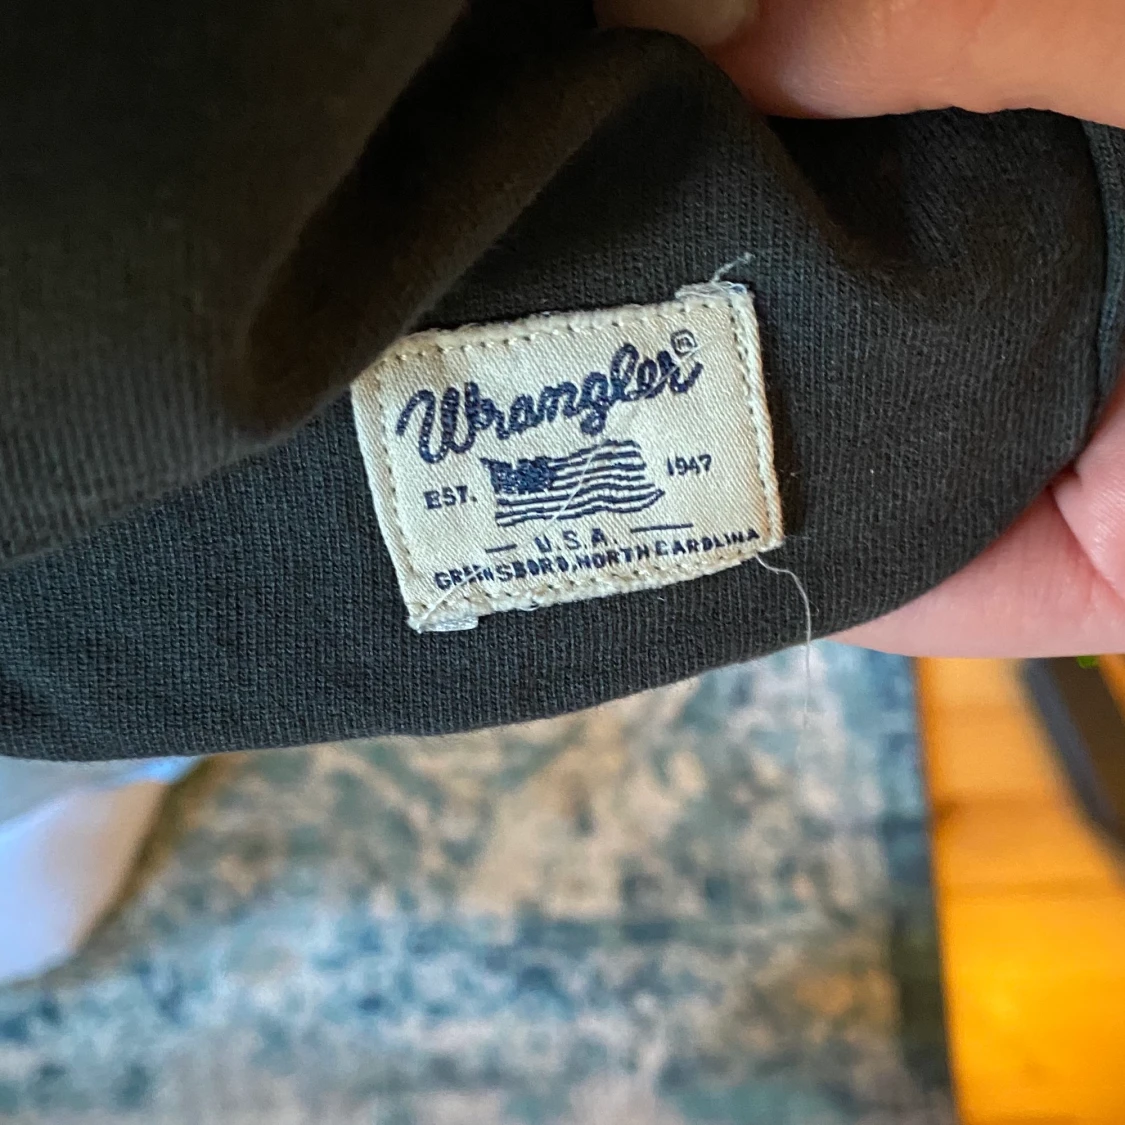 Wrangler®
EST. 1947
U.S.A.
GREENSBORO, NORTH CAROLINA